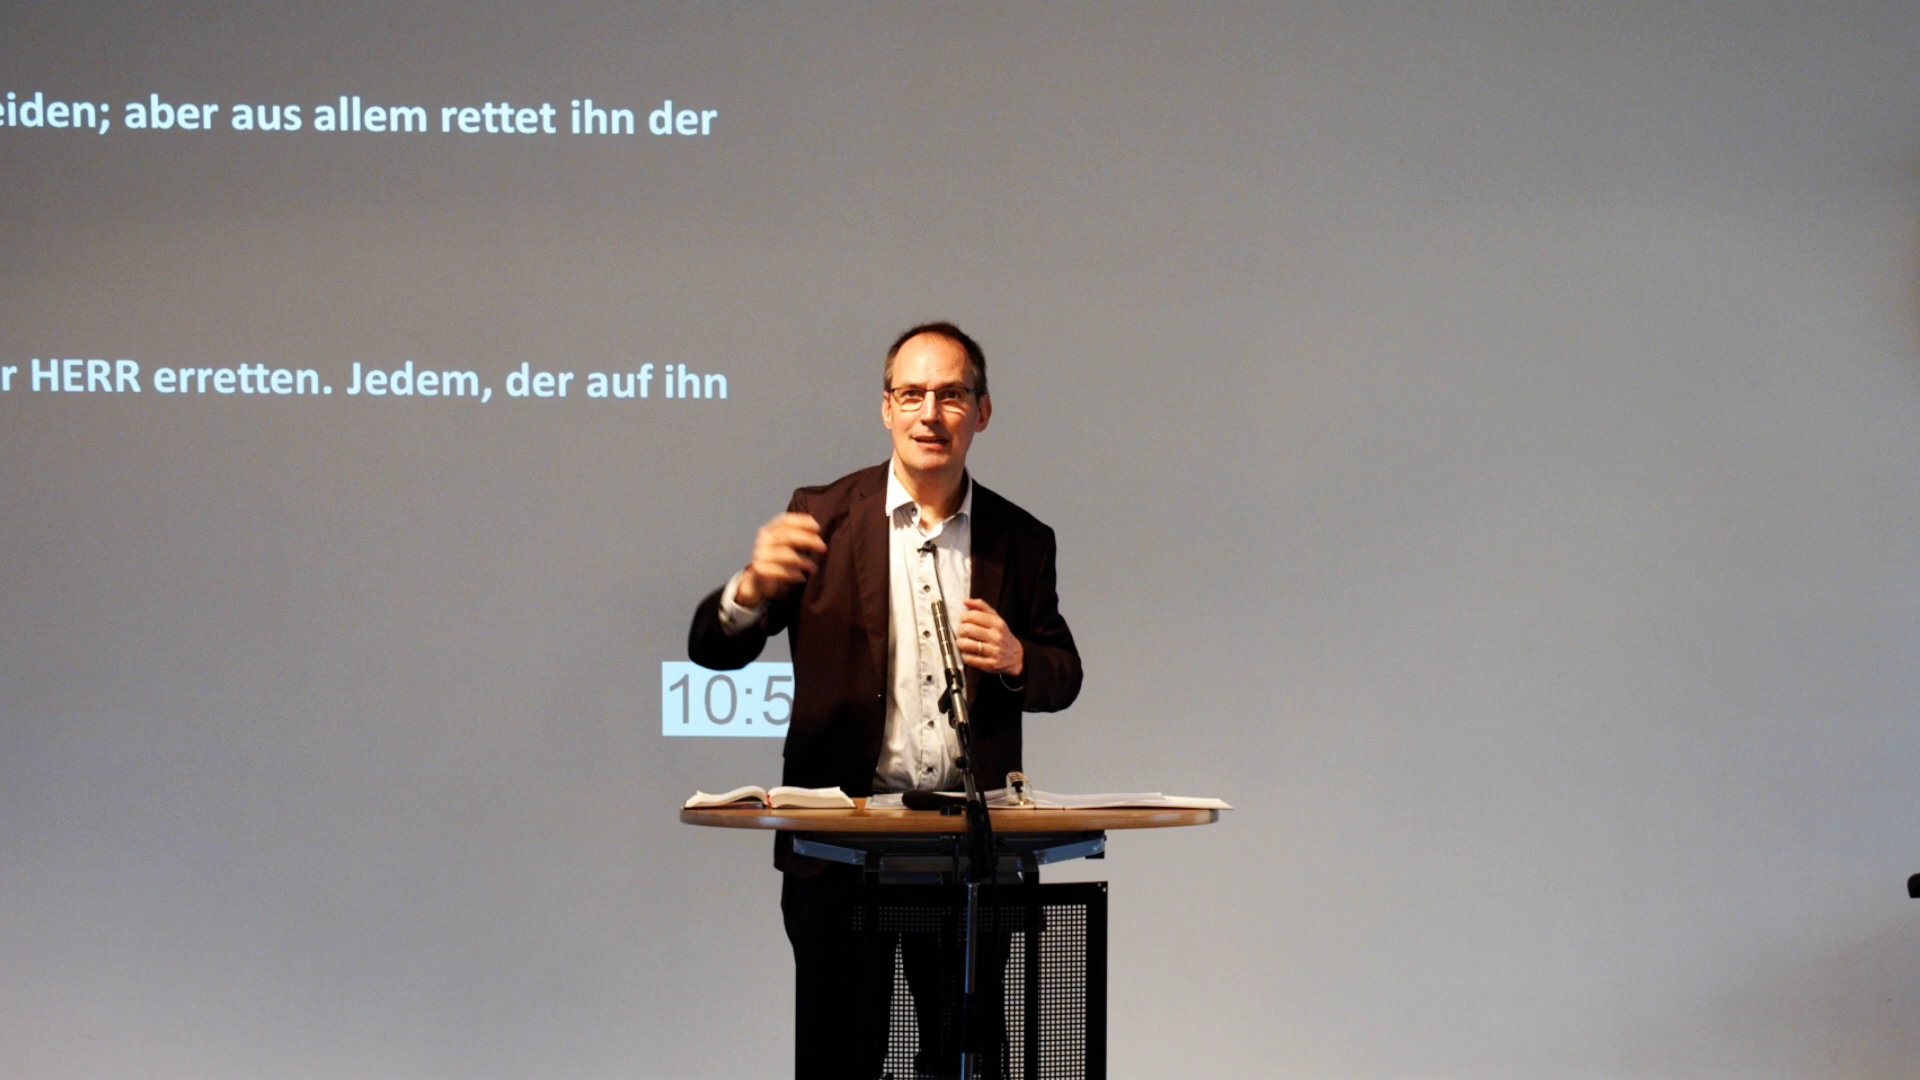 eiden; aber aus allem rettet ihn der
r HERR erretten. Jedem, der auf ihn
10:5